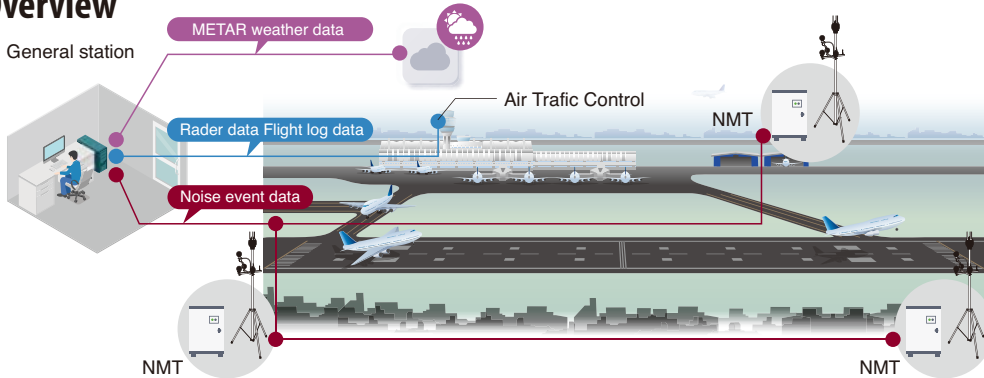 Overview
METAR weather data
General station
Air Trafic Control
NMT
Rader data Flight log data
Noise event data
NMT
NMT